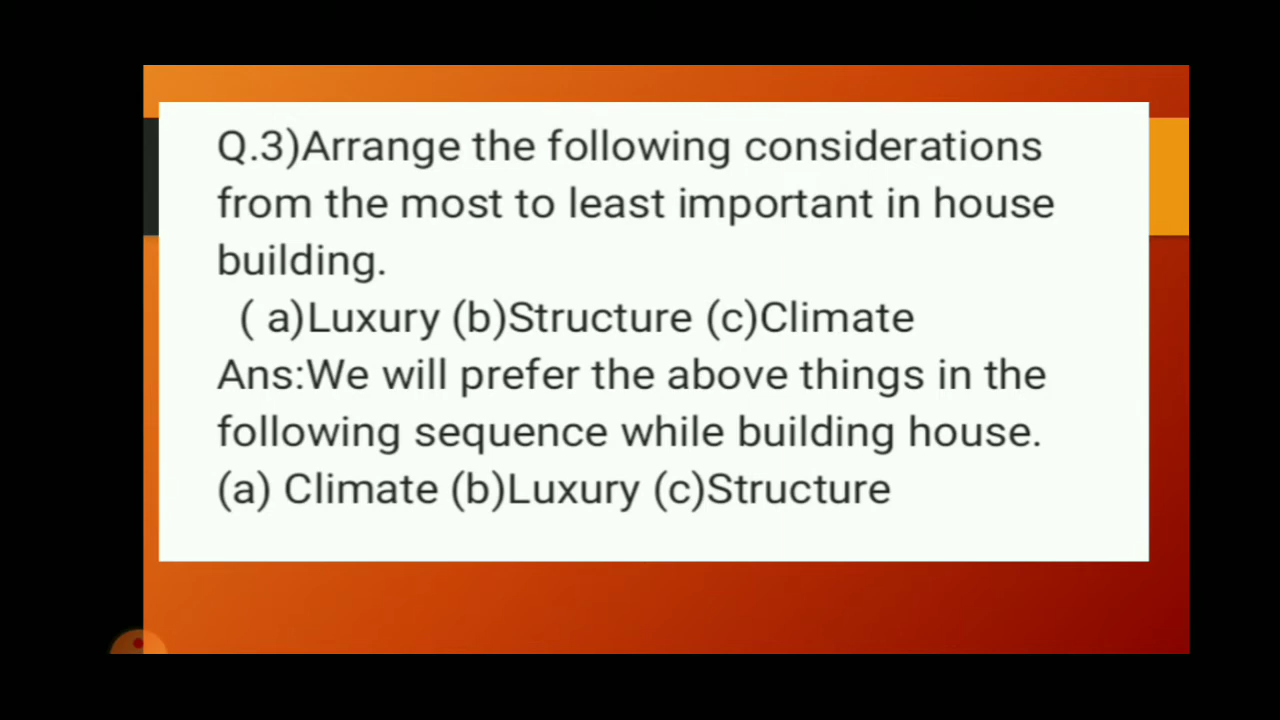 Q.3)Arrange the following considerations
from the most to least important in house
building.
( a)Luxury (b)Structure (c)Climate
Ans:We will prefer the above things in the
following sequence while building house.
(a) Climate (b)Luxury (c)Structure